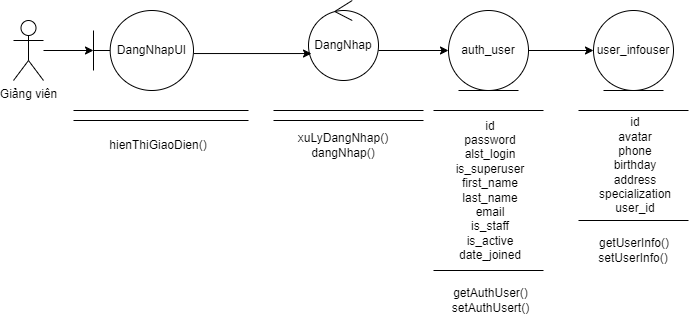 Giảng viên
DangNhapUI
hienThiGiaoDien()
DangNhap
xuLyDangNhap()
dangNhap()
auth_user
id
password
alst_login
is_superuser
first_name
last_name
email
is_staff
is_active
date_joined
getAuthUser()
setAuthUsert()
user_infouser
id
avatar
phone
birthday
address
specialization
user_id
getUserInfo()
setUserInfo()